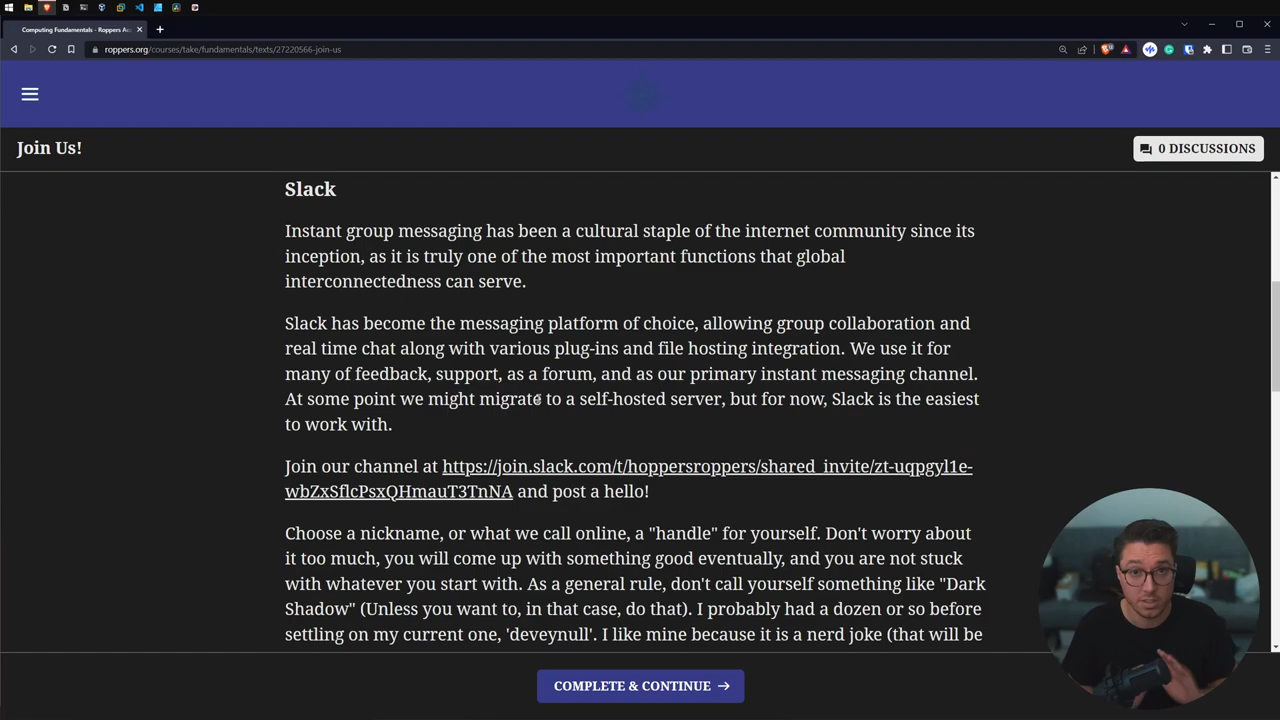 Computing Fundamentals - Roppers Ac
roppers.org/courses/take/fundamentals/texts/27220566-join-us
Join Us!
0 DISCUSSIONS
Slack
Instant group messaging has been a cultural staple of the internet community since its
inception, as it is truly one of the most important functions that global
interconnectedness can serve.
Slack has become the messaging platform of choice, allowing group collaboration and
real time chat along with various plug-ins and file hosting integration. We use it for
many of feedback, support, as a forum, and as our primary instant messaging channel.
At some point we might migrate to a self-hosted server, but for now, Slack is the easiest
to work with.
Join our channel at https://join.slack.com/t/hoppersroppers/shared_invite/zt-uqpgyl1e-
wbZxSflcPsxQHmauT3TnNA and post a hello!
Choose a nickname, or what we call online, a "handle" for yourself. Don't worry about
it too much, you will come up with something good eventually, and you are not stuck
with whatever you start with. As a general rule, don't call yourself something like "Dark
Shadow" (Unless you want to, in that case, do that). I probably had a dozen or so before
settling on my current one, 'deveynull'. I like mine because it is a nerd joke (that will be
COMPLETE & CONTINUE